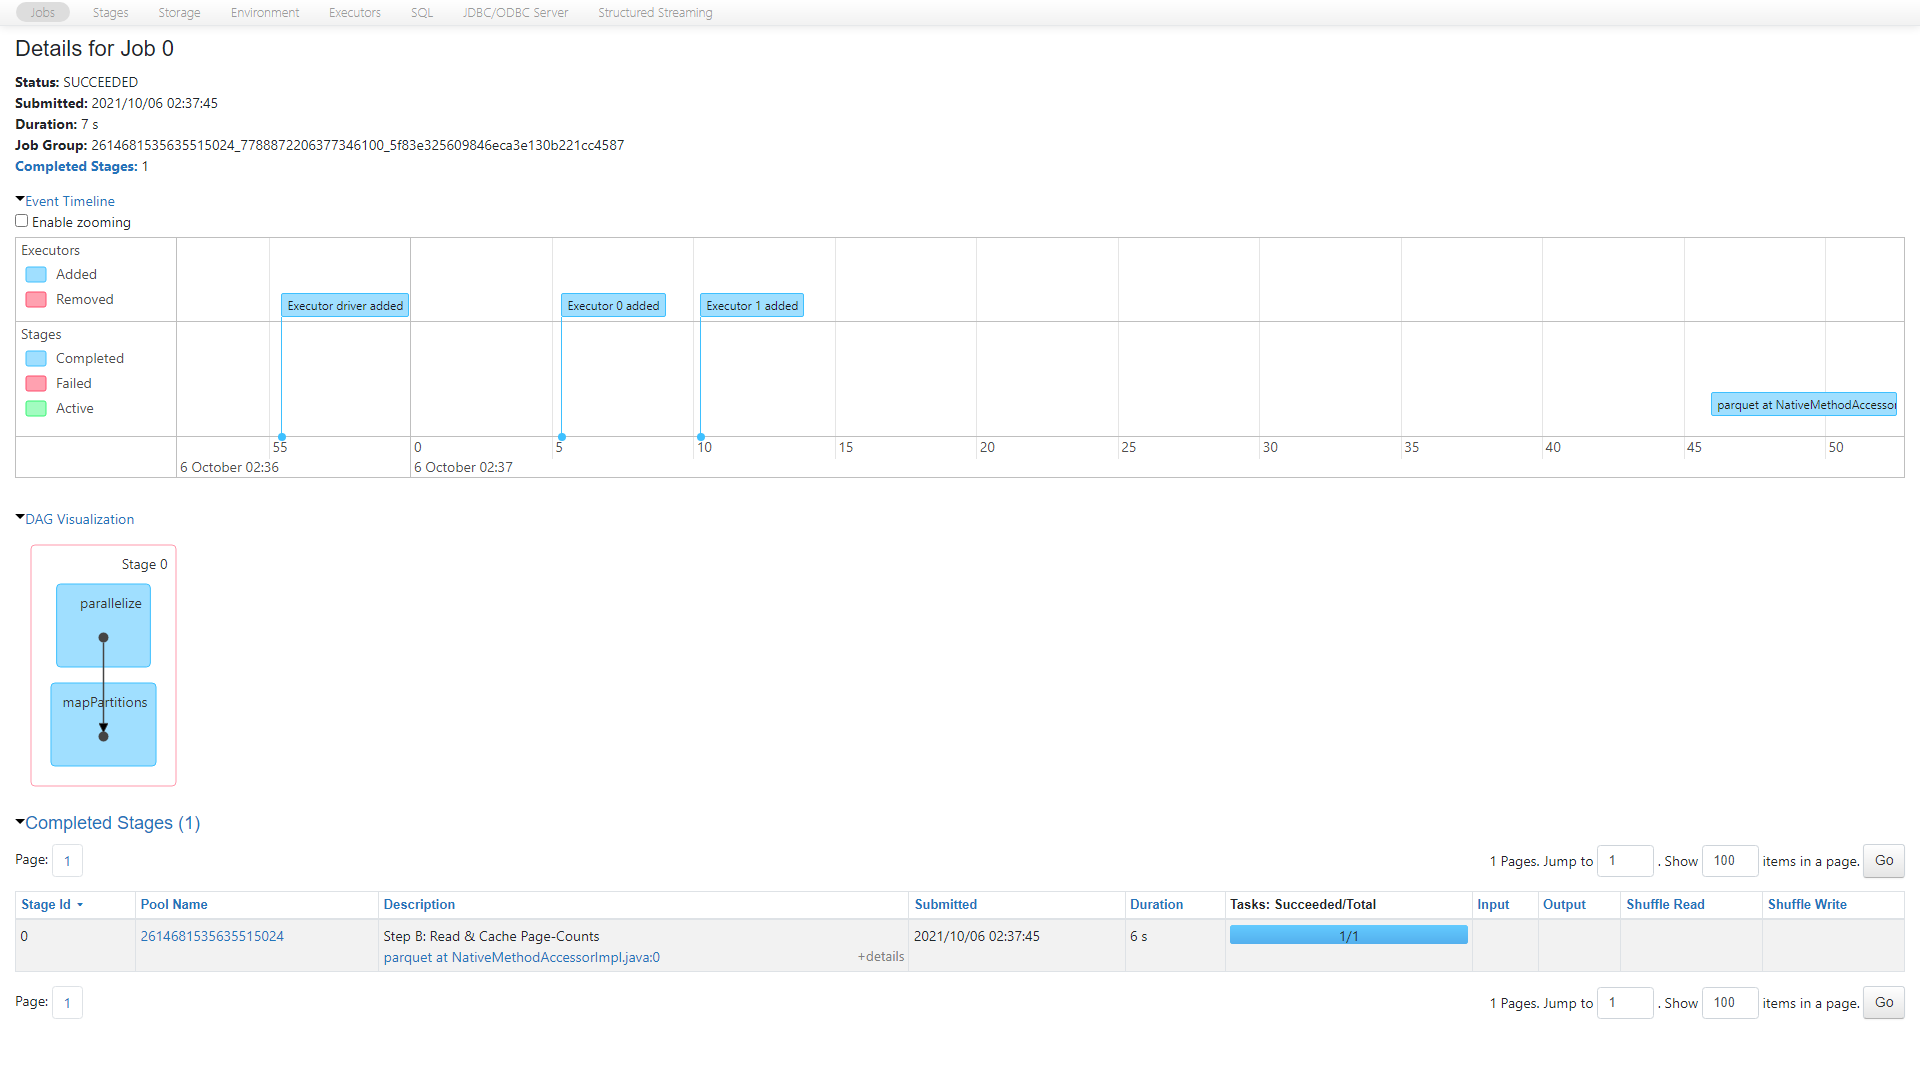 Jobs Stages Storage Environment Executors SQL JDBC/ODBC Server Structured Streaming
Details for Job 0
Status: SUCCEEDED
Submitted: 2021/10/06 02:37:45
Duration: 7 s
Job Group: 2614681535635515024_7788872206377346100_5f83e325609846eca3e130b221cc4587
Completed Stages: 1
Event Timeline
Enable zooming
Executors
Added
Removed
Executor driver added Executor 0 added Executor 1 added
Stages
Completed
Failed
Active
parquet at NativeMethodAccessor
55 0 5 10 15 20 25 30 35 40 45 50
6 October 02:36 6 October 02:37
DAG Visualization
Stage 0
parallelize
mapPartitions
Completed Stages (1)
Page: 1 1 Pages. Jump to 1 . Show 100 items in a page. Go
Stage Id Pool Name Description Submitted Duration Tasks: Succeeded/Total Input Output Shuffle Read Shuffle Write
0 2614681535635515024 Step B: Read & Cache Page-Counts 2021/10/06 02:37:45 6 s 1/1
parquet at NativeMethodAccessorImpl.java:0 +details
Page: 1 1 Pages. Jump to 1 . Show 100 items in a page. Go